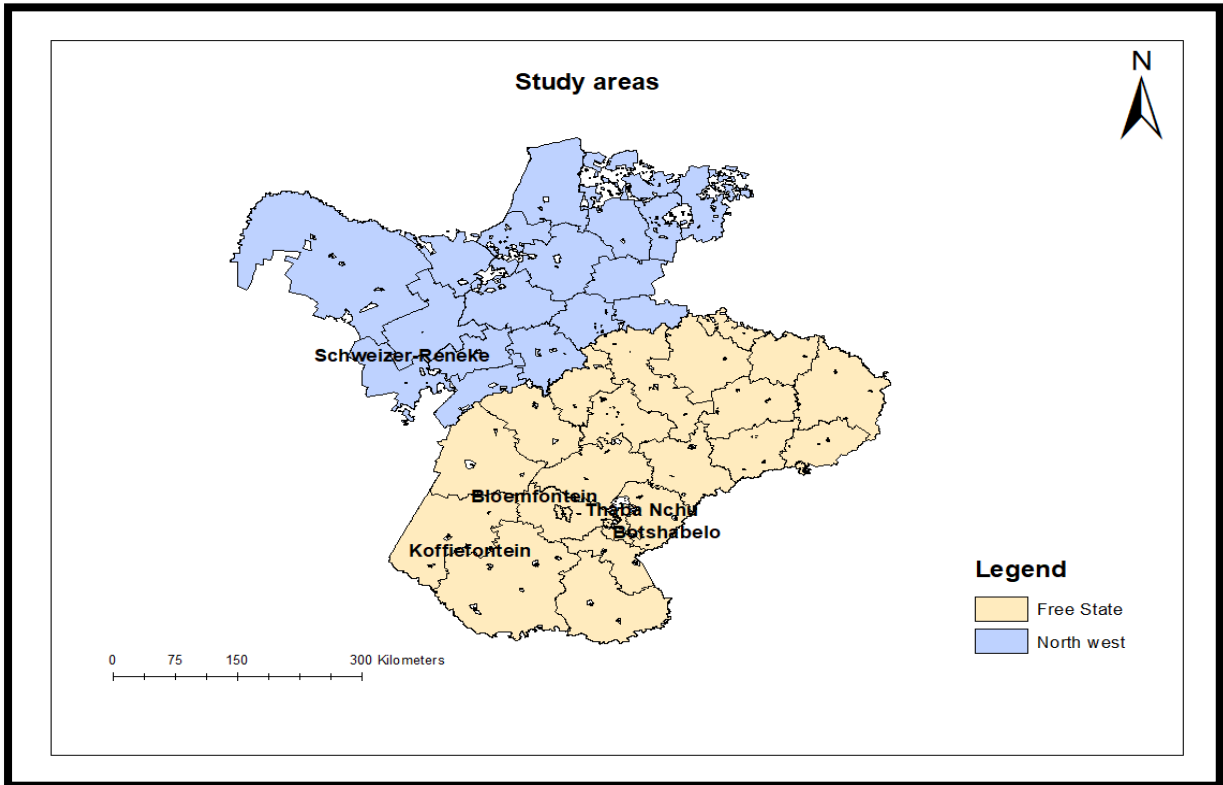 N
Study areas
Schweizer-Reneke
Bloemfontein
Thaba Nchu
Botshabelo
Koffiefontein
Legend
Free State
North west
0 75 150 300 Kilometers